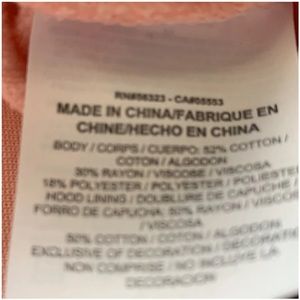 RN#56323 - CA#05553
MADE IN CHINA/FABRIQUE EN
CHINE/HECHO EN CHINA
BODY / CORPS / CUERPO: 52% COTTON /
COTON / ALGODON
30% RAYON / VISCOSE / VISCOSA
18% POLYESTER / POLYESTER / POLIESTER
HOOD LINING / DOUBLURE DE CAPUCHE /
FORRO DE CAPUCHA: 50% RAYON / VISCOSE
/ VISCOSA
50% COTTON / COTON / ALGODON
EXCLUSIVE OF DECORATION / DECORATION
NON COMPRISE / NO INCLUYE LA
DECORACION